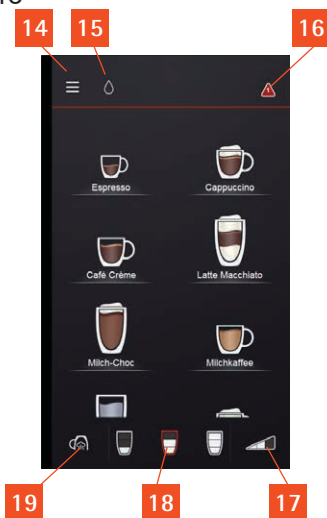 14 15 16
Espresso Cappuccino
Café Crème Latte Macchiato
Milch-Choc Milchkaffee
19 18 17